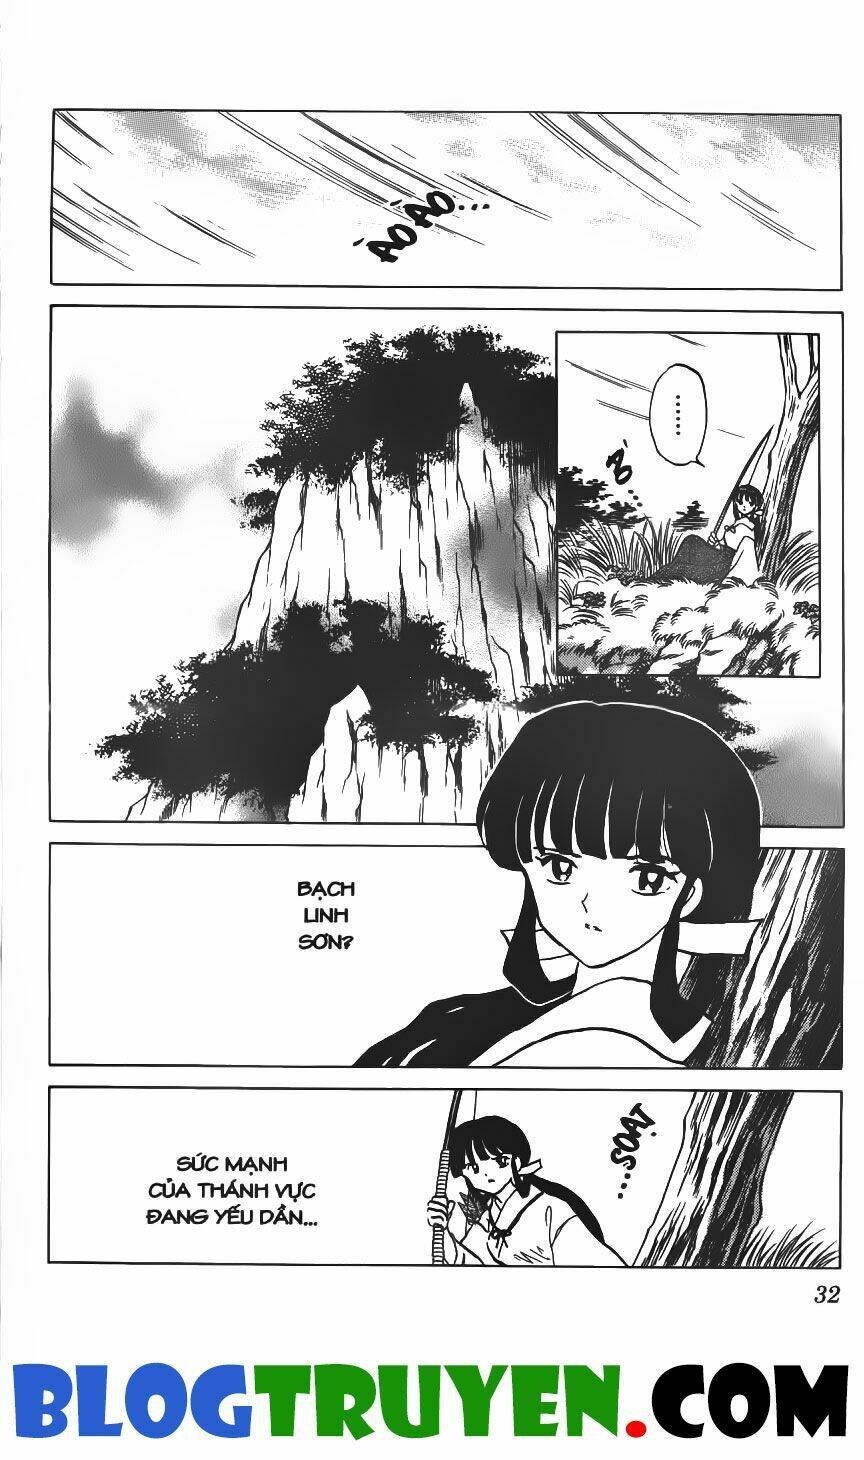 ÀO ÀO...
.......
Ồ...
BẠCH
LINH
SƠN?
SOẠT
....
SỨC MẠNH
CỦA THÁNH VỰC
ĐANG YẾU DẦN...
32
BLOGTRUYEN.COM